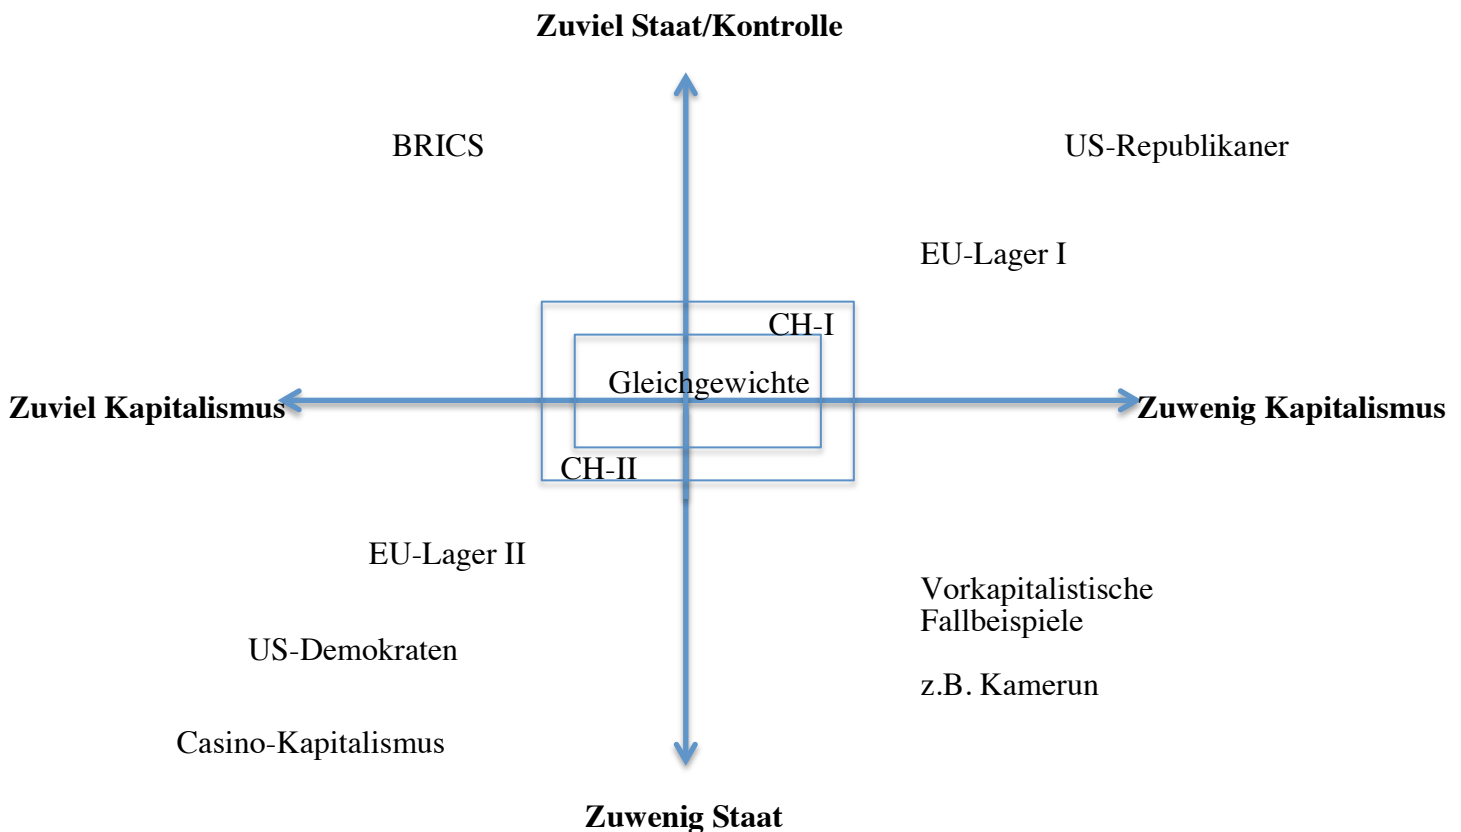 Zuviel Staat/Kontrolle
BRICS
US-Republikaner
EU-Lager I
CH-I
Gleichgewichte
Zuviel Kapitalismus
Zuwenig Kapitalismus
CH-II
EU-Lager II
Vorkapitalistische
Fallbeispiele
US-Demokraten
z.B. Kamerun
Casino-Kapitalismus
Zuwenig Staat